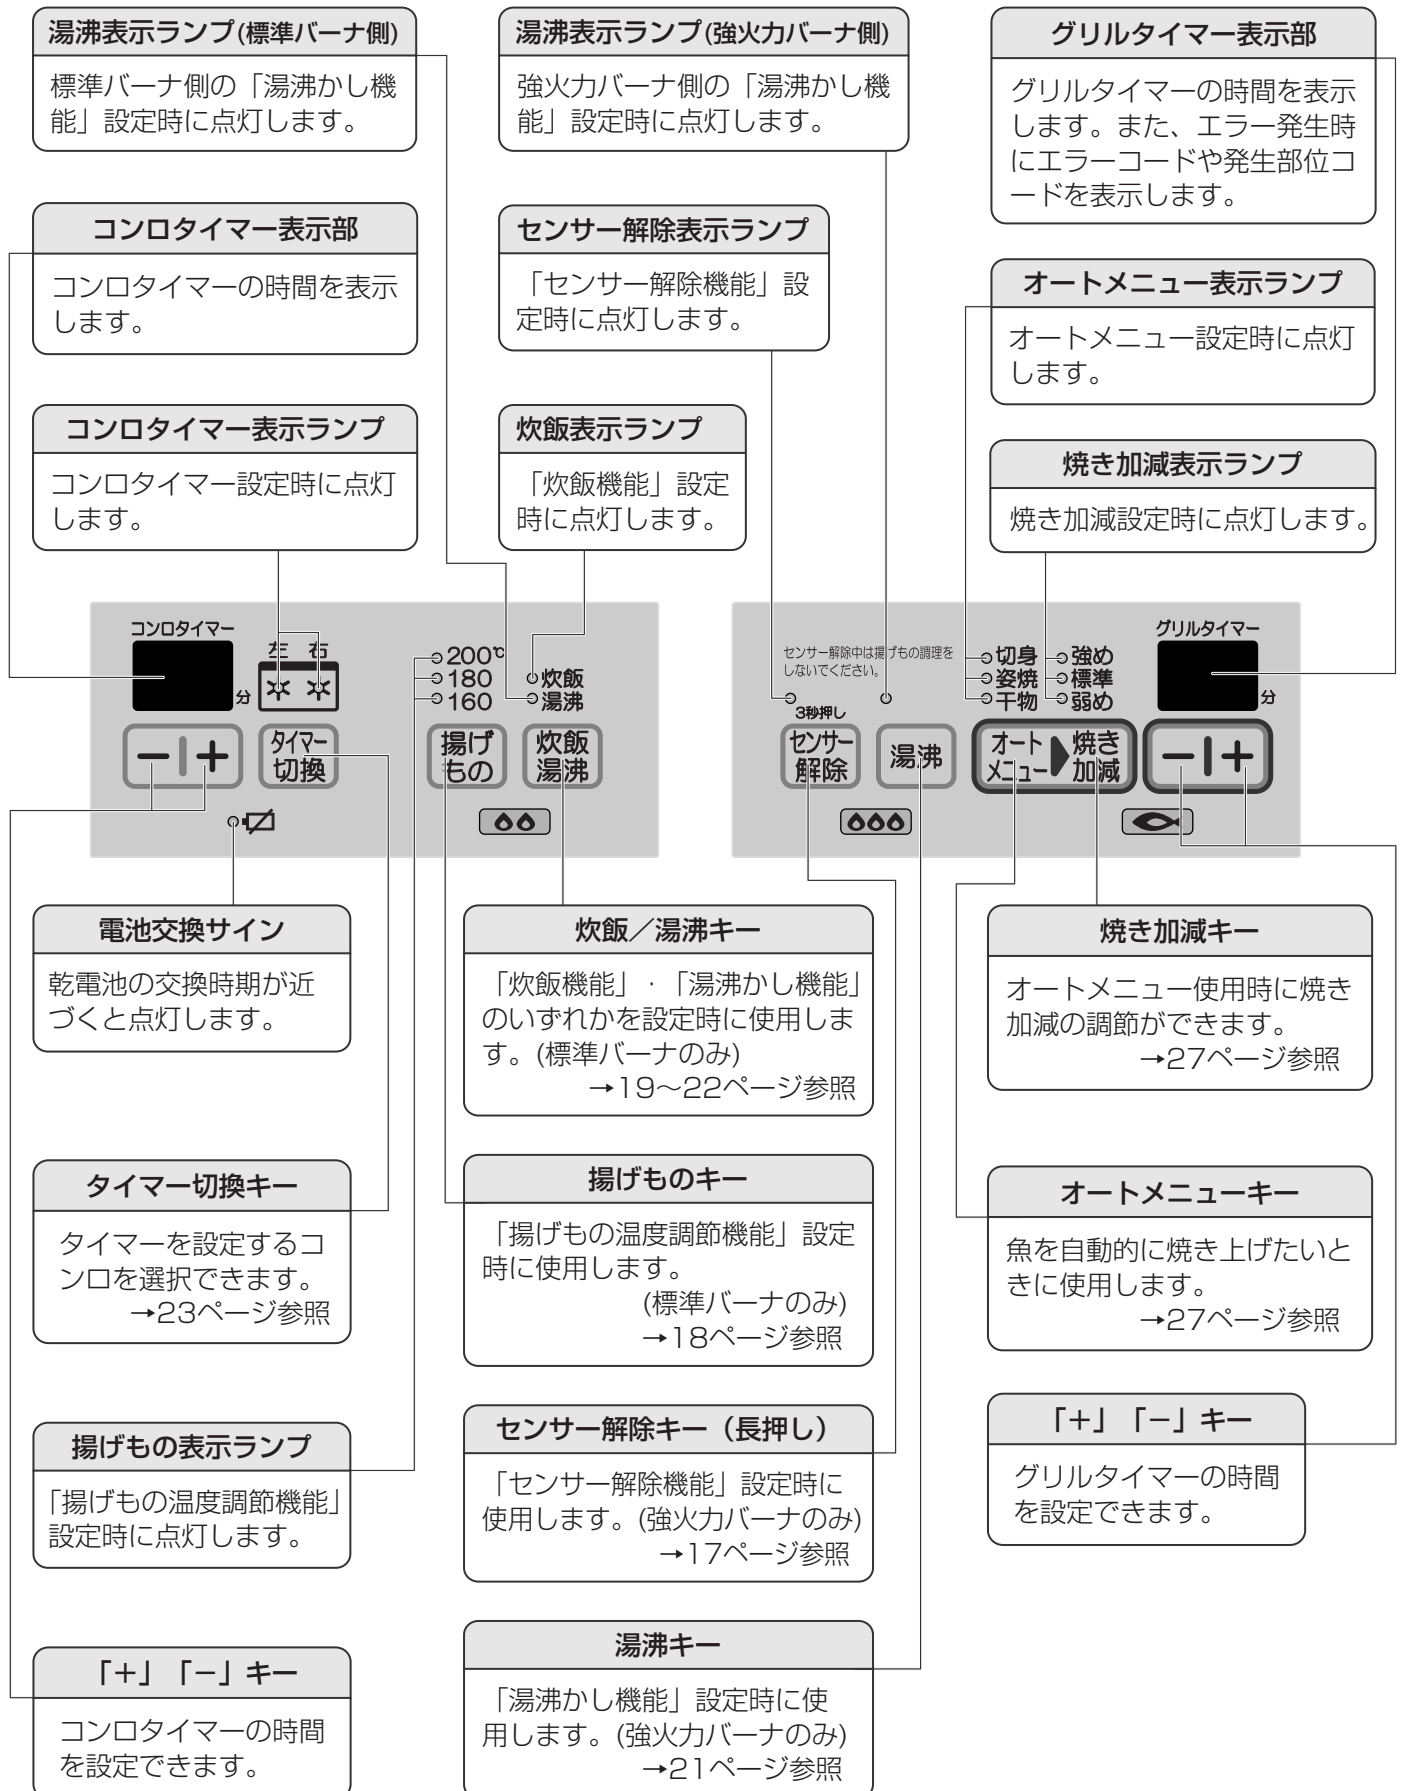 湯沸表示ランプ(標準バーナ側)
標準バーナ側の「湯沸かし機
能」設定時に点灯します。
湯沸表示ランプ(強火力バーナ側)
強火力バーナ側の「湯沸かし機
能」設定時に点灯します。
グリルタイマー表示部
グリルタイマーの時間を表示
します。また、エラー発生時
にエラーコードや発生部位コ
ードを表示します。
コンロタイマー表示部
コンロタイマーの時間を表示
します。
センサー解除表示ランプ
「センサー解除機能」設
定時に点灯します。
オートメニュー表示ランプ
オートメニュー設定時に点灯
します。
コンロタイマー表示ランプ
コンロタイマー設定時に点灯
します。
炊飯表示ランプ
「炊飯機能」設定
時に点灯します。
焼き加減表示ランプ
焼き加減設定時に点灯します。
コンロタイマー
分
左 右
200℃
180
160
炊飯
湯沸
−
+
タイマー
切換
揚げ
もの
炊飯
湯沸
センサー解除中は揚げもの調理を
しないでください。
3秒押し
センサー
解除
湯沸
切身
姿焼
干物
強め
標準
弱め
オート
メニュー
焼き
加減
グリルタイマー
分
−
+
電池交換サイン
乾電池の交換時期が近
づくと点灯します。
炊飯／湯沸キー
「炊飯機能」・「湯沸かし機能」
のいずれかを設定時に使用しま
す。(標準バーナのみ)
→19～22ページ参照
焼き加減キー
オートメニュー使用時に焼き
加減の調節ができます。
→27ページ参照
タイマー切換キー
タイマーを設定するコ
ンロを選択できます。
→23ページ参照
揚げものキー
「揚げもの温度調節機能」設定
時に使用します。
(標準バーナのみ)
→18ページ参照
オートメニューキー
魚を自動的に焼き上げたいと
きに使用します。
→27ページ参照
揚げもの表示ランプ
「揚げもの温度調節機能」
設定時に点灯します。
センサー解除キー（長押し）
「センサー解除機能」設定時に
使用します。(強火力バーナのみ)
→17ページ参照
「+」「−」キー
グリルタイマーの時間
を設定できます。
「+」「−」キー
コンロタイマーの時間
を設定できます。
湯沸キー
「湯沸かし機能」設定時に使
用します。(強火力バーナのみ)
→21ページ参照